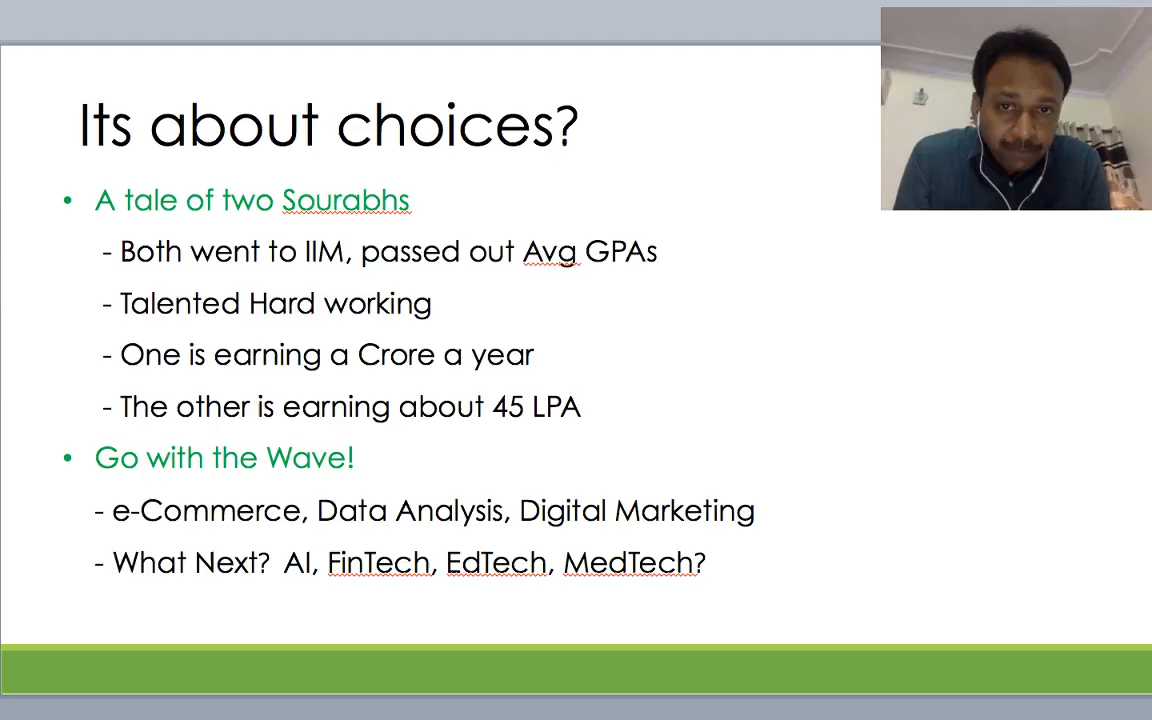 Its about choices?
• A tale of two Sourabhs
- Both went to IIM, passed out Avg GPAs
- Talented Hard working
- One is earning a Crore a year
- The other is earning about 45 LPA
• Go with the Wave!
- e-Commerce, Data Analysis, Digital Marketing
- What Next? AI, FinTech, EdTech, MedTech?